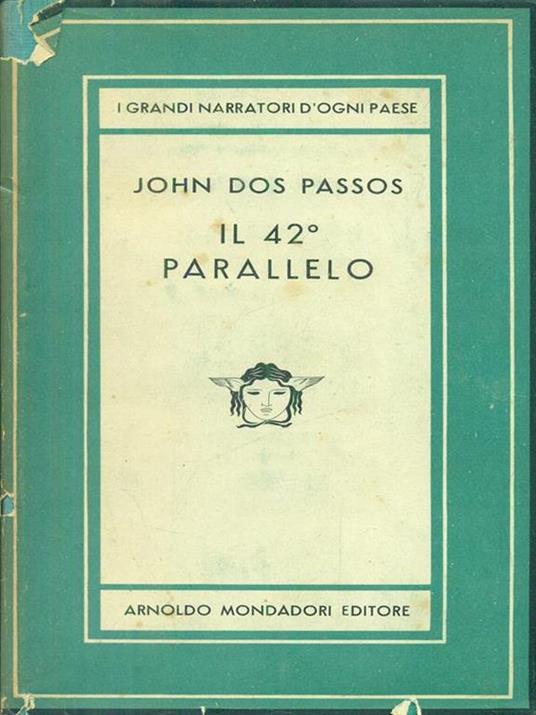 I GRANDI NARRATORI D'OGNI PAESE
JOHN DOS PASSOS
IL 42°
PARALLELO
ARNOLDO MONDADORI EDITORE